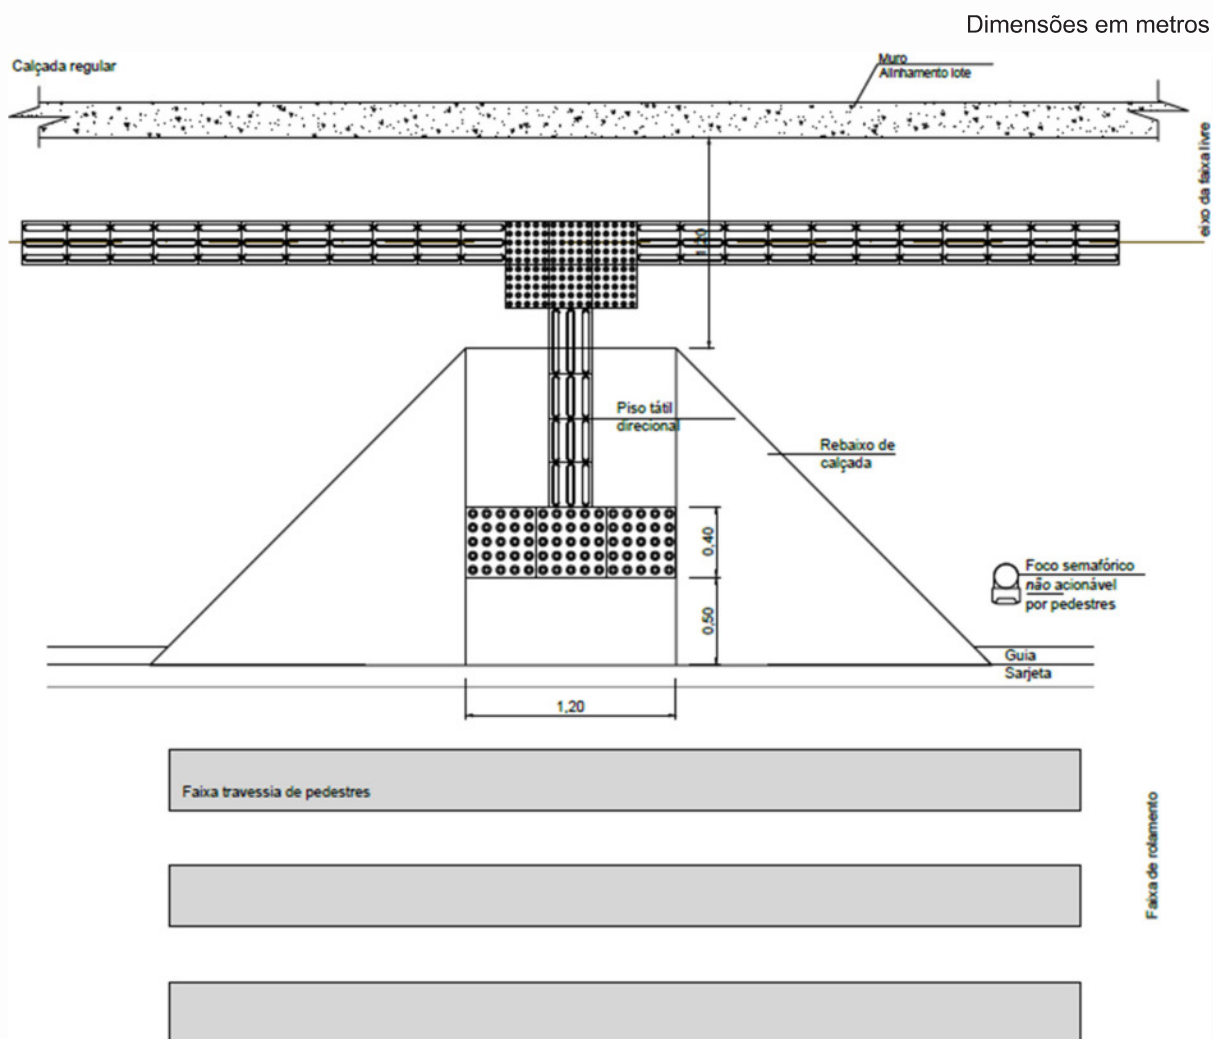 Dimensões em metros
Calçada regular
Muro
Alinhamento lote
eixo da faixa livre
1,20
Piso tátil
direcional
Rebaixo de
calçada
0,40
0,50
Foco semafórico
não acionável
por pedestres
Guia
Sarjeta
1,20
Faixa travessia de pedestres
Faixa de rolamento